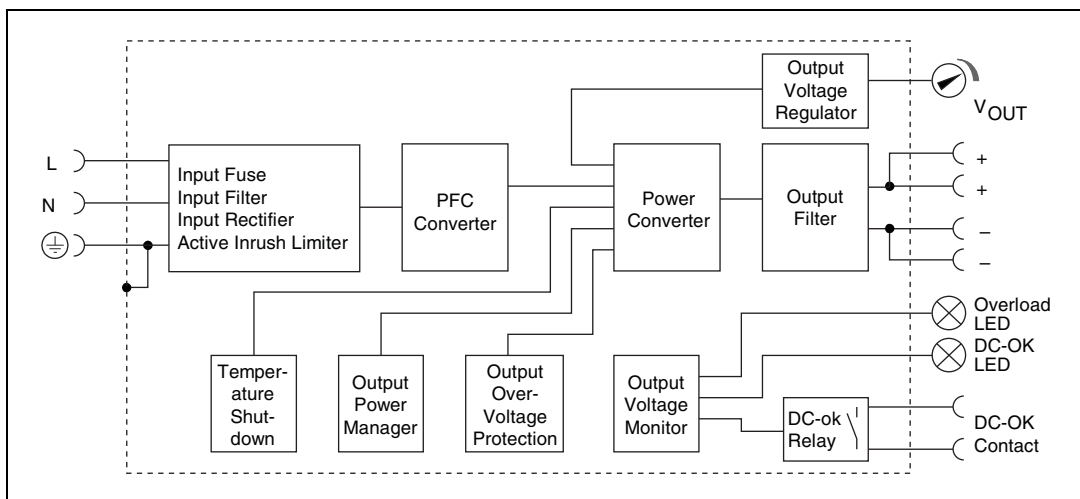 Output
Voltage
Regulator
VOUT
L
N
Input Fuse
Input Filter
Input Rectifier
Active Inrush Limiter
PFC
Converter
Power
Converter
Output
Filter
+
+
–
–
Temper-
ature
Shut-
down
Output
Power
Manager
Output
Over-
Voltage
Protection
Output
Voltage
Monitor
DC-ok
Relay
Overload
LED
DC-OK
LED
DC-OK
Contact